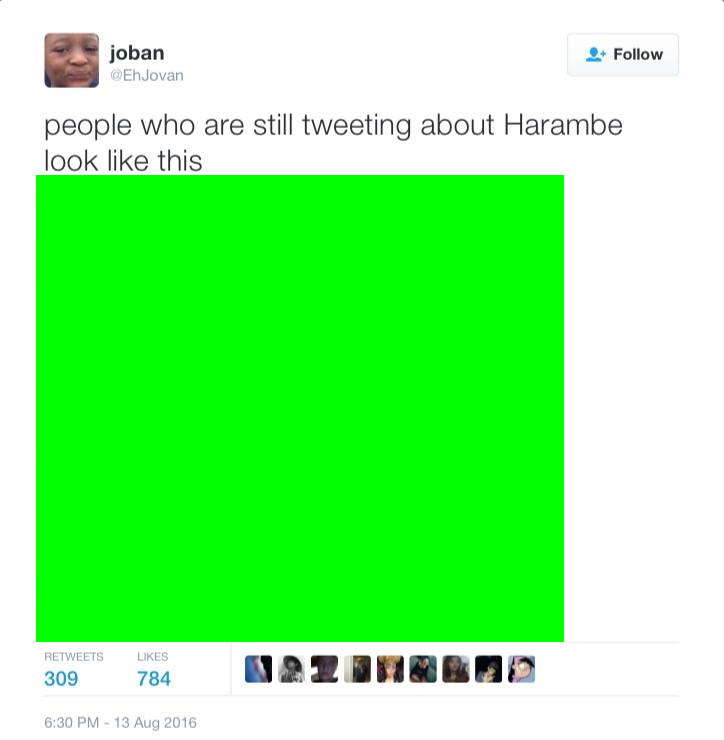 joban
@EhJovan
Follow
people who are still tweeting about Harambe
look like this
RETWEETS LIKES
309 784
6:30 PM - 13 Aug 2016